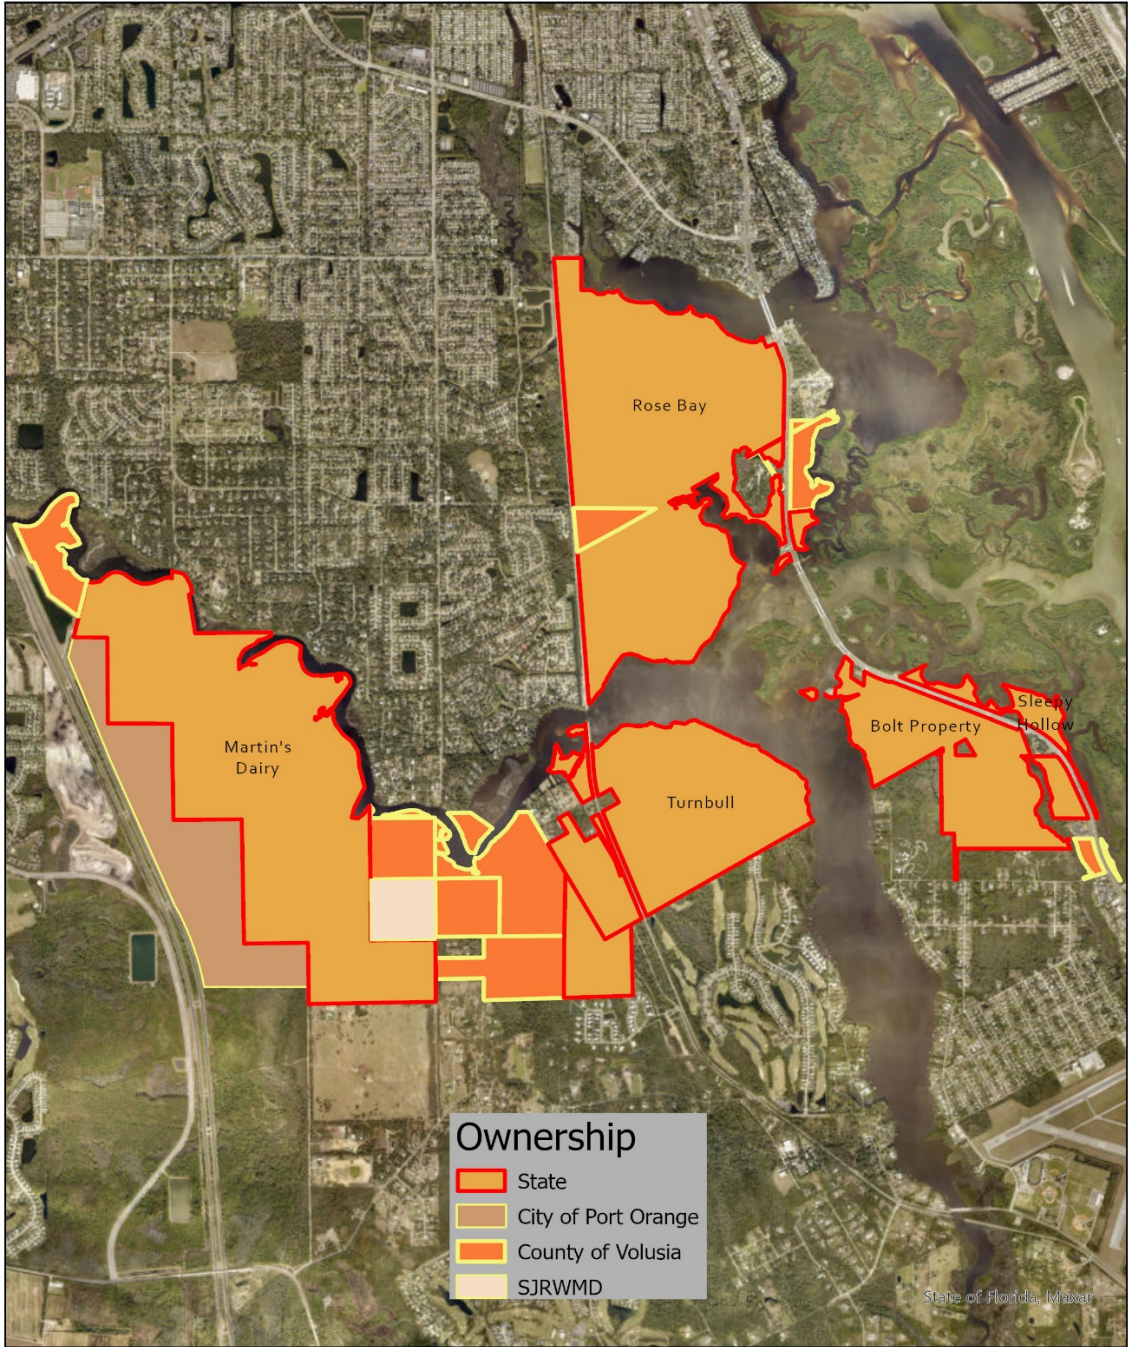 Rose Bay
Sleepy
Hollow
Bolt Property
Martin's
Dairy
Turnbull
Ownership
State
City of Port Orange
County of Volusia
SJRWMD
State of Florida, Maxar